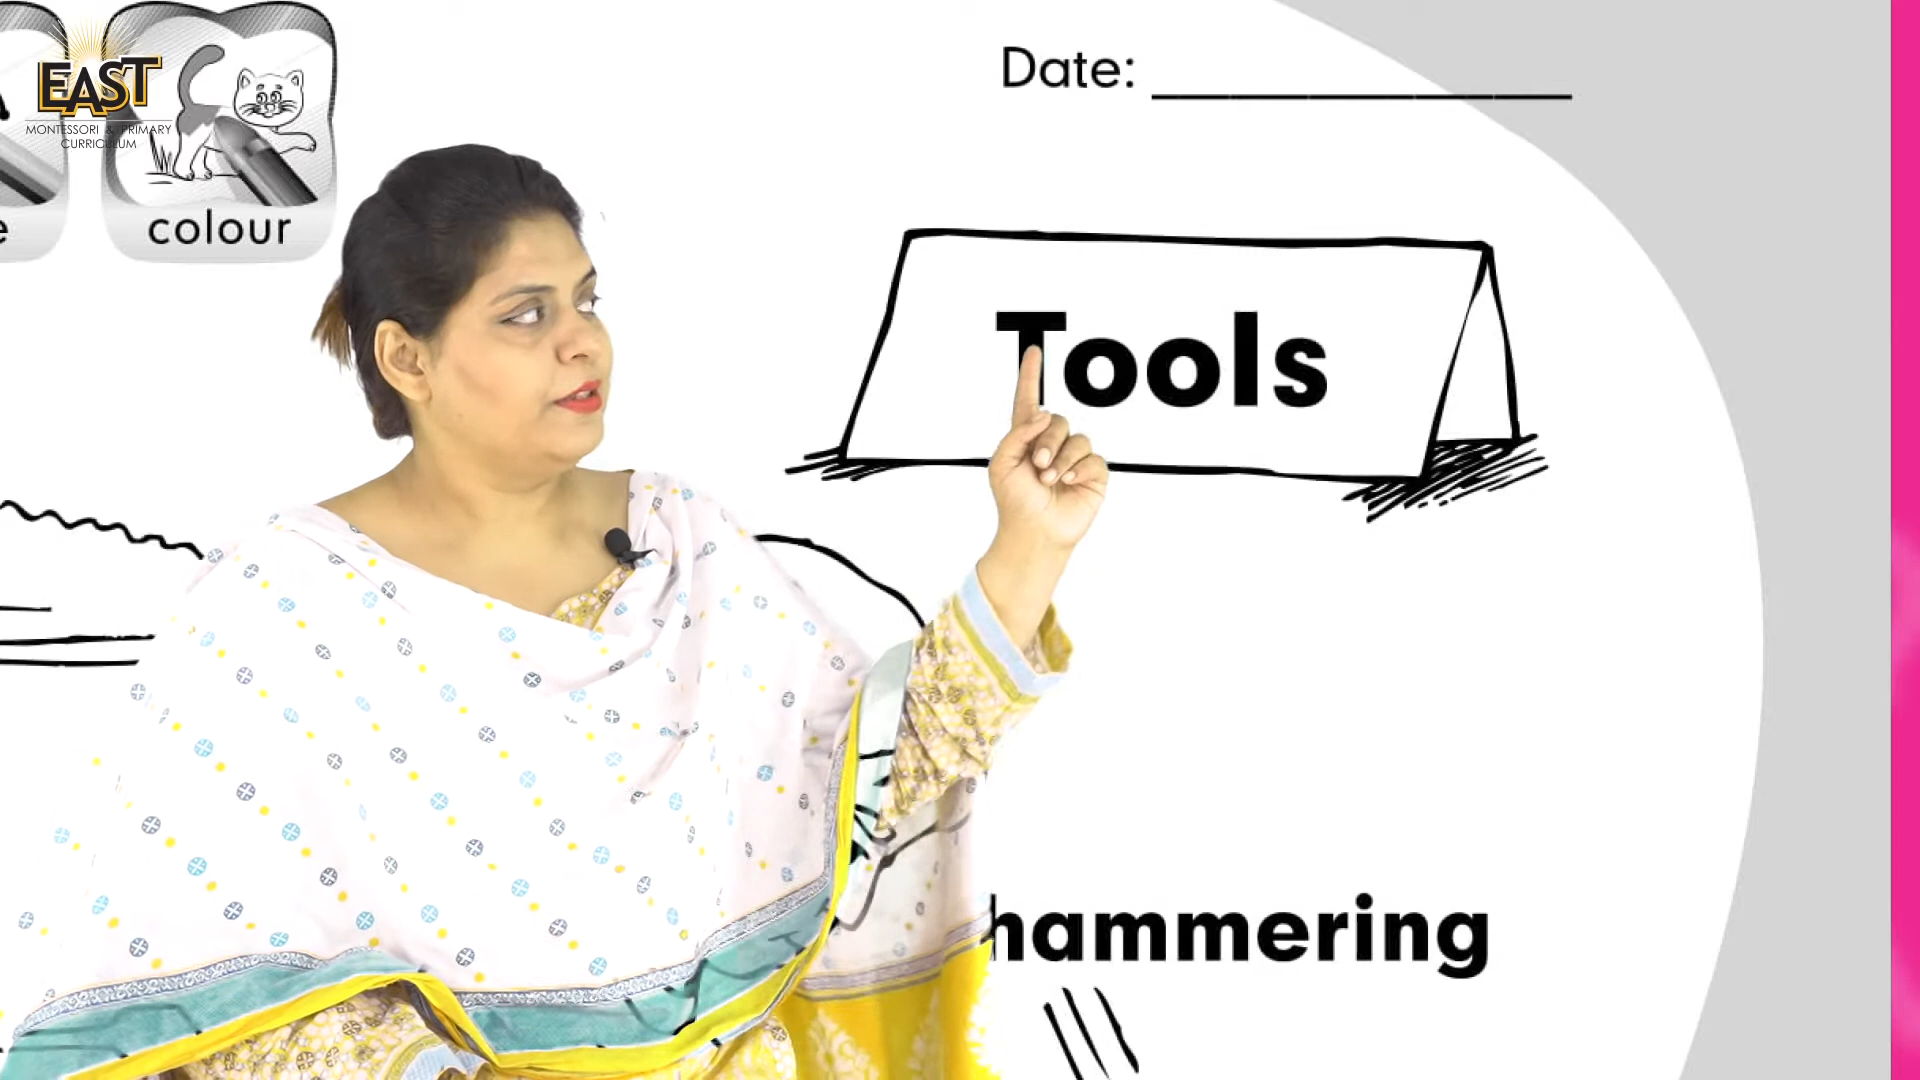 EAST
MONTESSORI & PRIMARY
CURRICULUM
colour
Date:
Tools
hammering